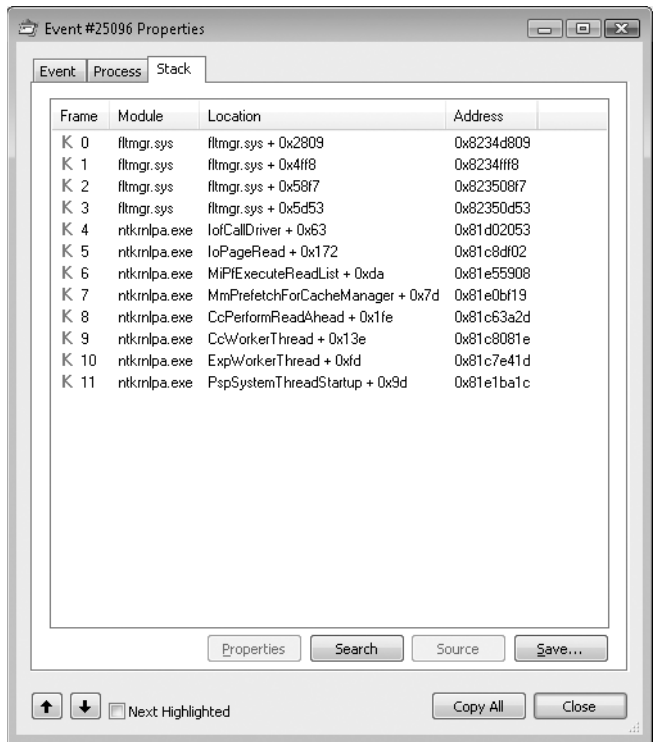 Event #25096 Properties
Event Process Stack
Frame Module Location Address
K 0 fltmgr.sys fltmgr.sys + 0x2809 0x8234d809
K 1 fltmgr.sys fltmgr.sys + 0x4ff8 0x8234fff8
K 2 fltmgr.sys fltmgr.sys + 0x58f7 0x823508f7
K 3 fltmgr.sys fltmgr.sys + 0x5d53 0x82350d53
K 4 ntkrnlpa.exe IofCallDriver + 0x63 0x81d02053
K 5 ntkrnlpa.exe IoPageRead + 0x172 0x81c8df02
K 6 ntkrnlpa.exe MiPfExecuteReadList + 0xda 0x81e55908
K 7 ntkrnlpa.exe MmPrefetchForCacheManager + 0x7d 0x81e0bf19
K 8 ntkrnlpa.exe CcPerformReadAhead + 0x1fe 0x81c63a2d
K 9 ntkrnlpa.exe CcWorkerThread + 0x13e 0x81c8081e
K 10 ntkrnlpa.exe ExpWorkerThread + 0xfd 0x81c7e41d
K 11 ntkrnlpa.exe PspSystemThreadStartup + 0x9d 0x81e1ba1c
Properties Search Source Save...
Next Highlighted Copy All Close